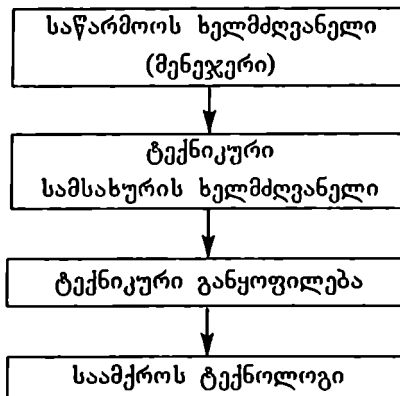 საწარმოოს ხელმძღვანელი
(მენეჯერი)
ტექნიკური
სამსახურის ხელმძღვანელი
ტექნიკური განყოფილება
საამქროს ტექნოლოგი